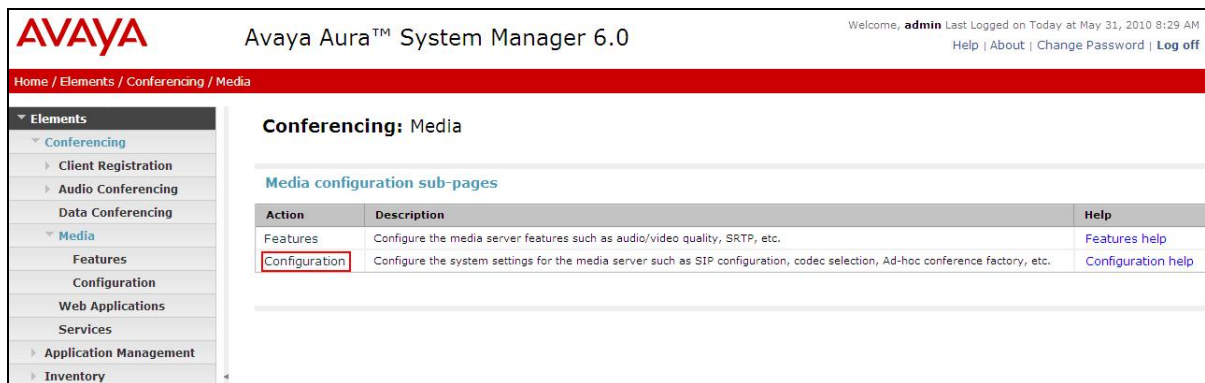 AVAYA
Avaya Aura™ System Manager 6.0
Welcome, admin Last Logged on Today at May 31, 2010 8:29 AM
Help | About | Change Password | Log off
Home / Elements / Conferencing / Media
Elements
Conferencing
Client Registration
Audio Conferencing
Data Conferencing
Media
Features
Configuration
Web Applications
Services
Application Management
Inventory
Conferencing: Media
Media configuration sub-pages
Action Description Help
Features Configure the media server features such as audio/video quality, SRTP, etc. Features help
Configuration Configure the system settings for the media server such as SIP configuration, codec selection, Ad-hoc conference factory, etc. Configuration help